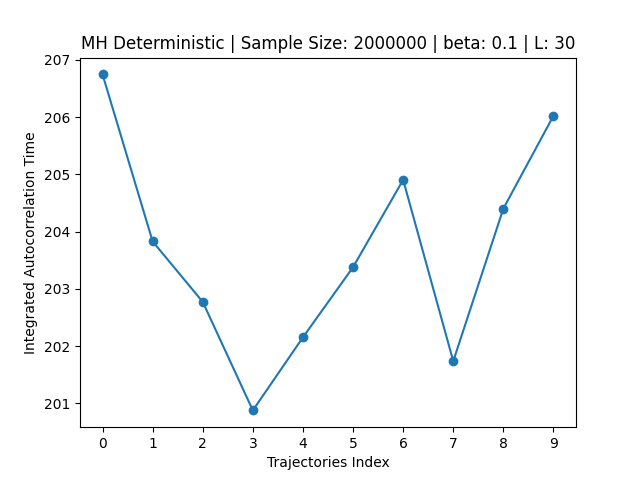 MH Deterministic | Sample Size: 2000000 | beta: 0.1 | L: 30
207
206
205
204
203
202
201
Integrated Autocorrelation Time
0 1 2 3 4 5 6 7 8 9
Trajectories Index